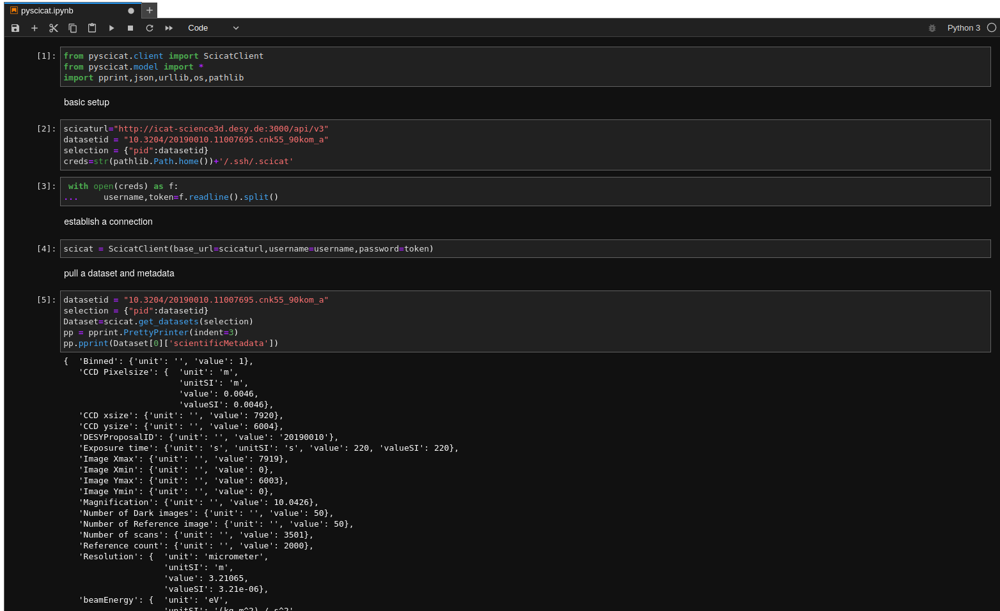 pyscicat.ipynb
Code
Python 3
[1]:
from pyscicat.client import ScicatClient
from pyscicat.model import *
import pprint,json,urllib,os,pathlib
basic setup
[2]:
scicaturl="http://icat-science3d.desy.de:3000/api/v3"
datasetid = "10.3204/20190010.11007695.cnk55_90kom_a"
selection = {"pid":datasetid}
creds=str(pathlib.Path.home())+'/.ssh/.scicat'
[3]:
with open(creds) as f:
...     username,token=f.readline().split()
establish a connection
[4]:
scicat = ScicatClient(base_url=scicaturl,username=username,password=token)
pull a dataset and metadata
[5]:
datasetid = "10.3204/20190010.11007695.cnk55_90kom_a"
selection = {"pid":datasetid}
Dataset=scicat.get_datasets(selection)
pp = pprint.PrettyPrinter(indent=3)
pp.pprint(Dataset[0]['scientificMetadata'])
{  'Binned': {'unit': '', 'value': 1},
'CCD Pixelsize': {  'unit': 'm',
'unitSI': 'm',
'value': 0.0046,
'valueSI': 0.0046},
'CCD xsize': {'unit': '', 'value': 7920},
'CCD ysize': {'unit': '', 'value': 6004},
'DESYProposalID': {'unit': '', 'value': '20190010'},
'Exposure time': {'unit': 's', 'unitSI': 's', 'value': 220, 'valueSI': 220},
'Image Xmax': {'unit': '', 'value': 7919},
'Image Xmin': {'unit': '', 'value': 0},
'Image Ymax': {'unit': '', 'value': 6003},
'Image Ymin': {'unit': '', 'value': 0},
'Magnification': {'unit': '', 'value': 10.0426},
'Number of Dark images': {'unit': '', 'value': 50},
'Number of Reference image': {'unit': '', 'value': 50},
'Number of scans': {'unit': '', 'value': 3501},
'Reference count': {'unit': '', 'value': 2000},
'Resolution': {  'unit': 'micrometer',
'unitSI': 'm',
'value': 3.21065,
'valueSI': 3.21e-06},
'beamEnergy': {  'unit': 'eV',
'unitSI': '(kg m^2) / s^2'